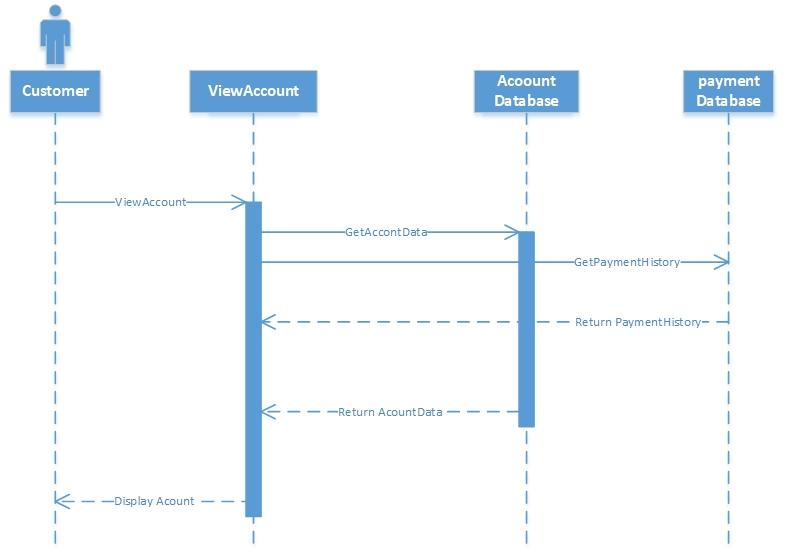 Customer
ViewAccount
Acoount
Database
payment
Database
ViewAccount
GetAccontData
GetPaymentHistory
Return PaymentHistory
Return AcountData
Display Acount